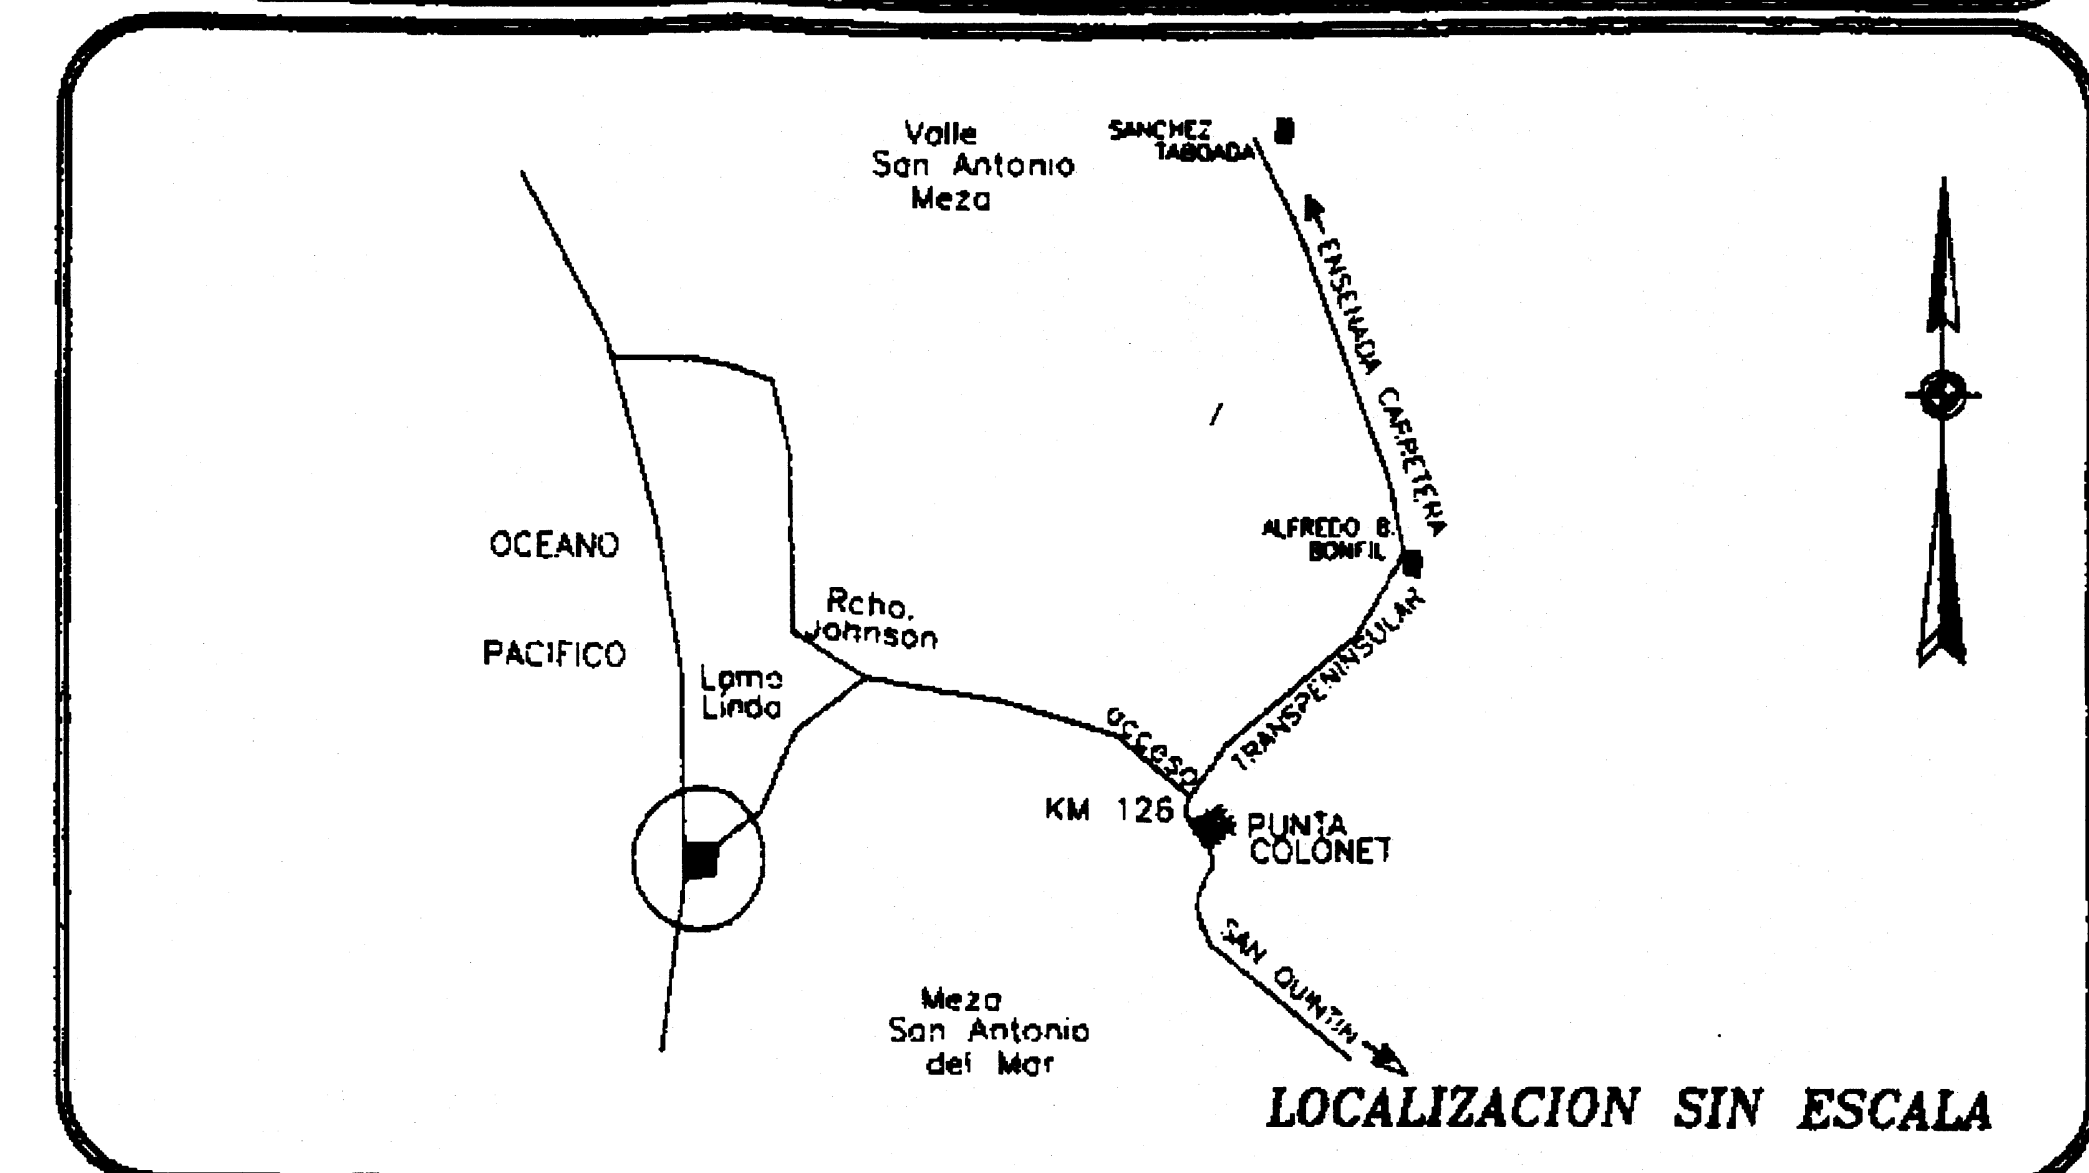 Valle
San Antonio
Meza
SANCHEZ
TABOADA
ENSENADA CARRETERA
OCEANO
PACIFICO
ALFREDO B.
BONFIL
Rcho.
Johnson
Loma
Linda
TRANSPENINSULAR
acceso
KM 126
PUNTA
COLONET
SAN QUINTIN
Meza
San Antonio
del Mar
LOCALIZACION SIN ESCALA